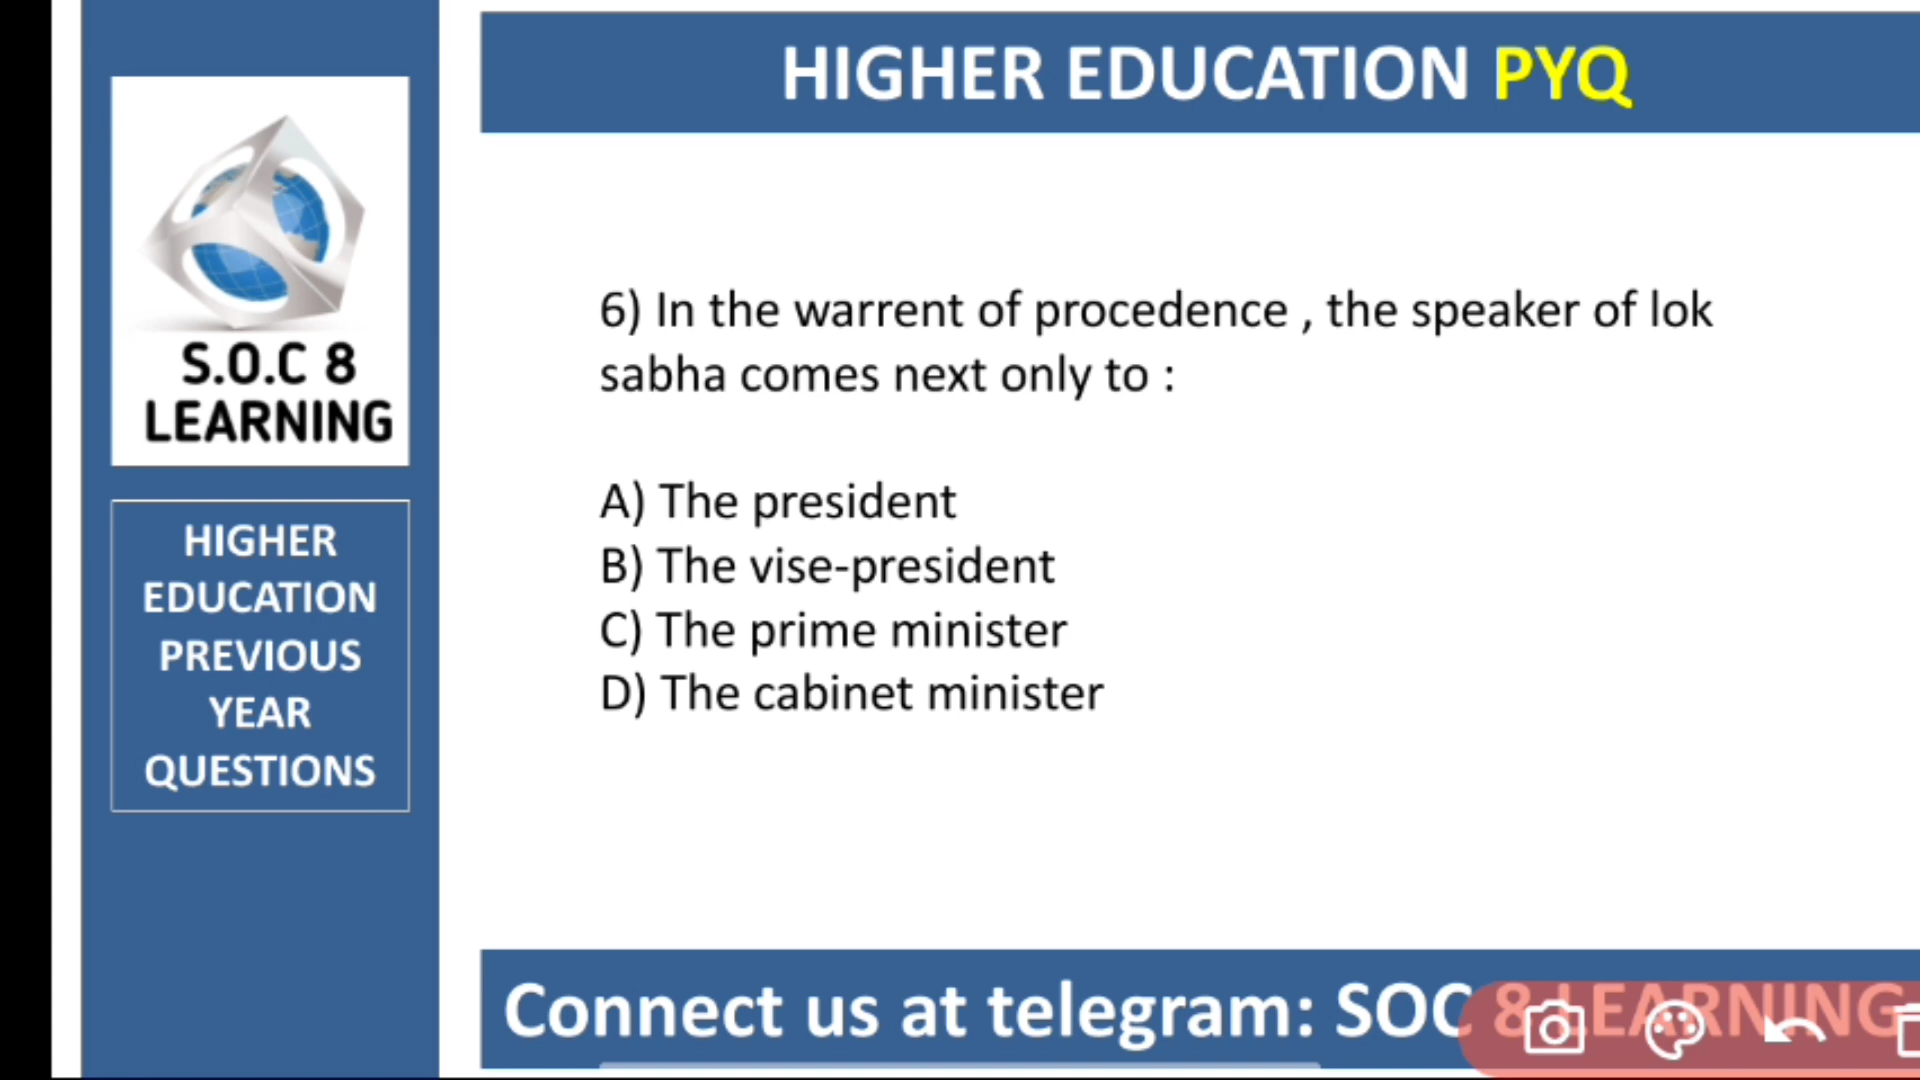 HIGHER EDUCATION PYQ
S.O.C 8
LEARNING
HIGHER
EDUCATION
PREVIOUS
YEAR
QUESTIONS
6) In the warrent of procedence , the speaker of lok
sabha comes next only to :
A) The president
B) The vise-president
C) The prime minister
D) The cabinet minister
Connect us at telegram: SOC 8 LEARNING